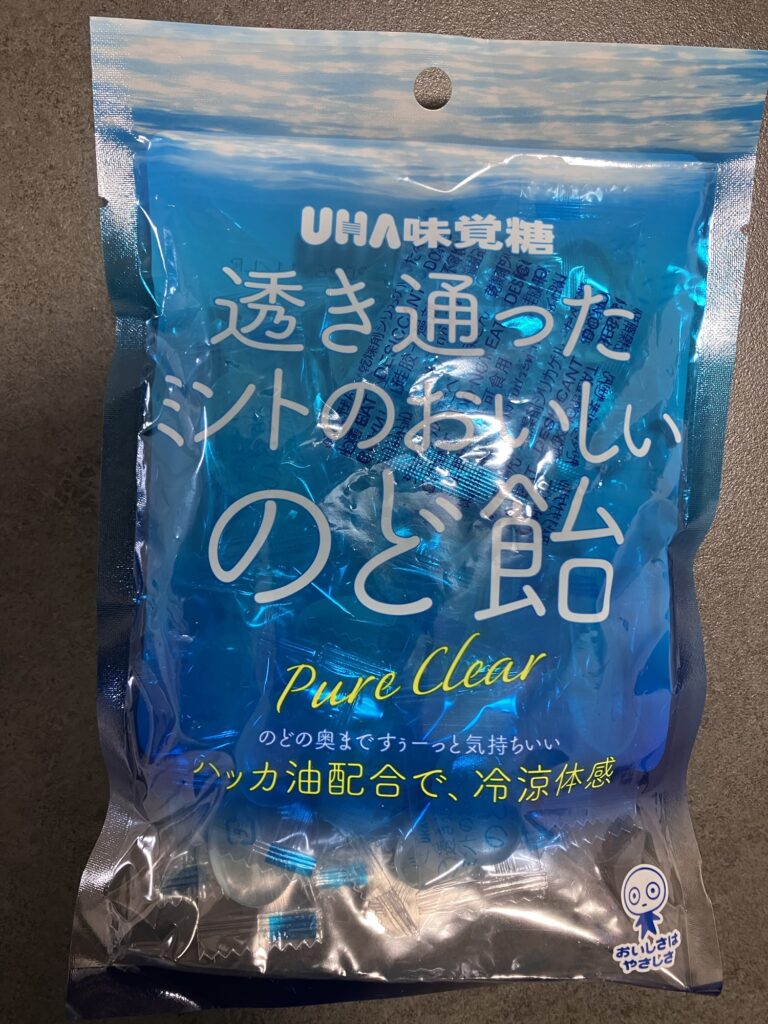 UHA味覚糖
透き通った
ミントのおいしい
のど飴
Pure Clear
のどの奥まですぅーっと気持ちいい
ハッカ油配合で、冷涼体感
おいしさは
やさしさ